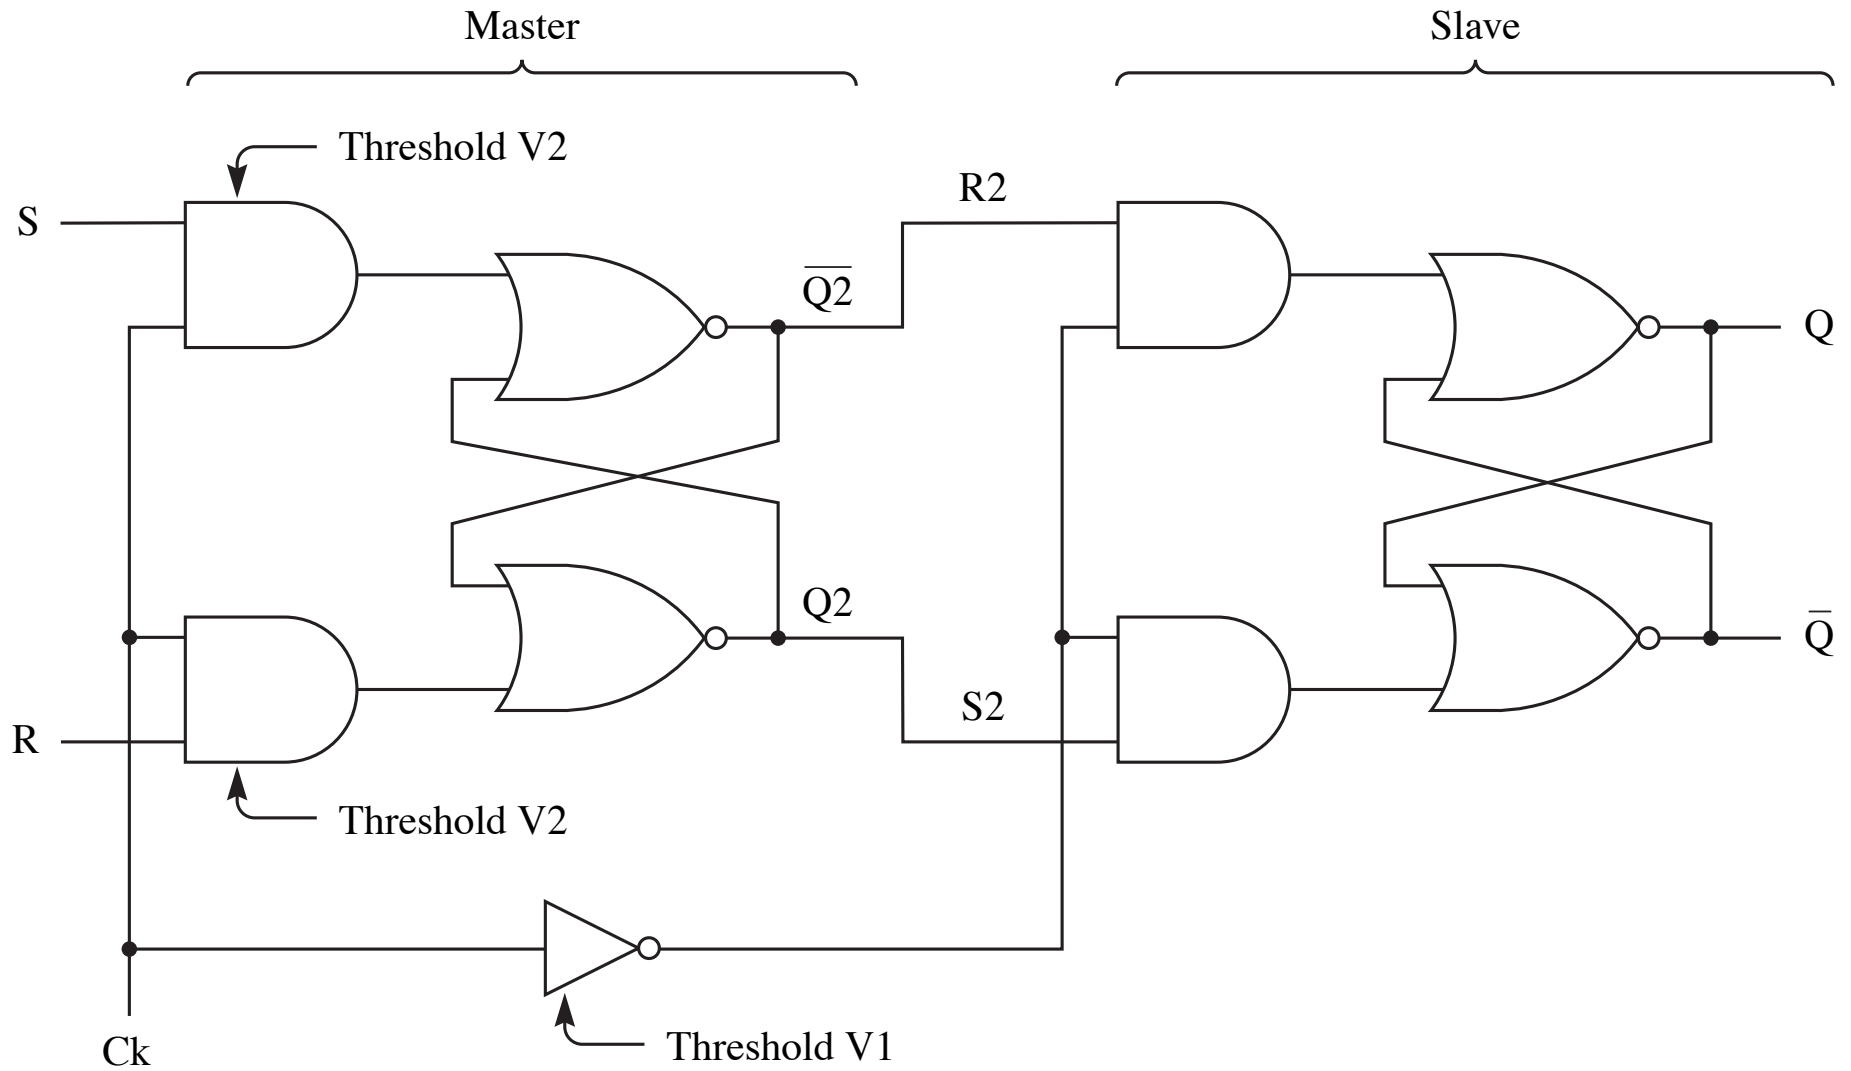 Master
Slave
Threshold V2
S
R2
Q2̅
Q
Q2
Q̅
S2
R
Threshold V2
Ck
Threshold V1